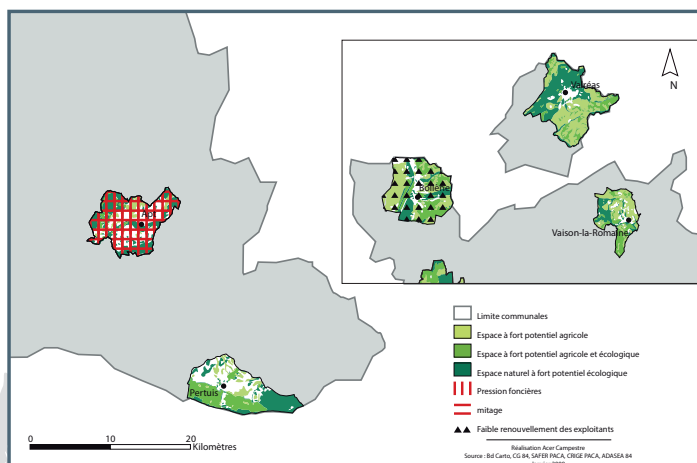 Valréas
N
Bollène
Vaison-la-Romaine
Apt
Pertuis
Limite communales
Espace à fort potentiel agricole
Espace à fort potentiel agricole et écologique
Espace naturel à fort potentiel écologique
Pression foncières
mitage
Faible renouvellement des exploitants
0 10 20
Kilomètres
Réalisation Acer Campestre
Source : Bd Carto, CG 84, SAFER PACA, CRIGE PACA, ADASEA 84